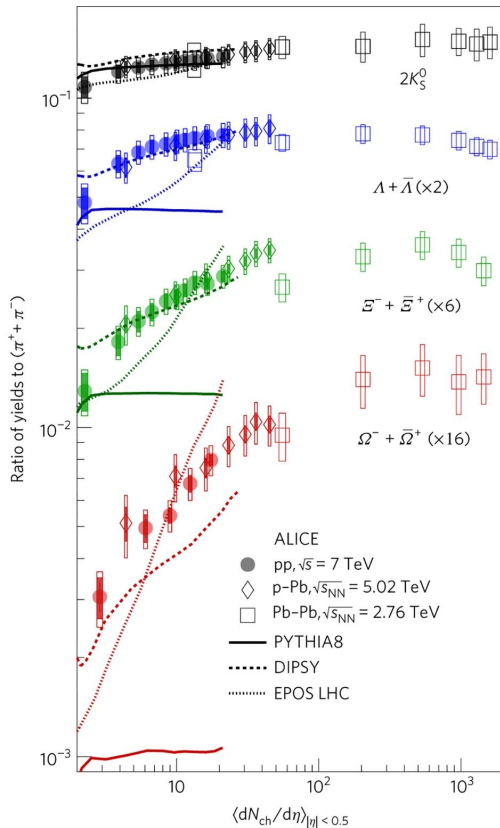 Ratio of yields to (π⁺ + π⁻)
10⁻¹
10⁻²
10⁻³
2K⁰S
Λ + Λ̅ (×2)
Ξ⁻ + Ξ̅⁺ (×6)
Ω⁻ + Ω̅⁺ (×16)
ALICE
pp, √s = 7 TeV
p–Pb, √sNN = 5.02 TeV
Pb–Pb, √sNN = 2.76 TeV
PYTHIA8
DIPSY
EPOS LHC
10 10² 10³
⟨dNch/dη⟩|η| < 0.5